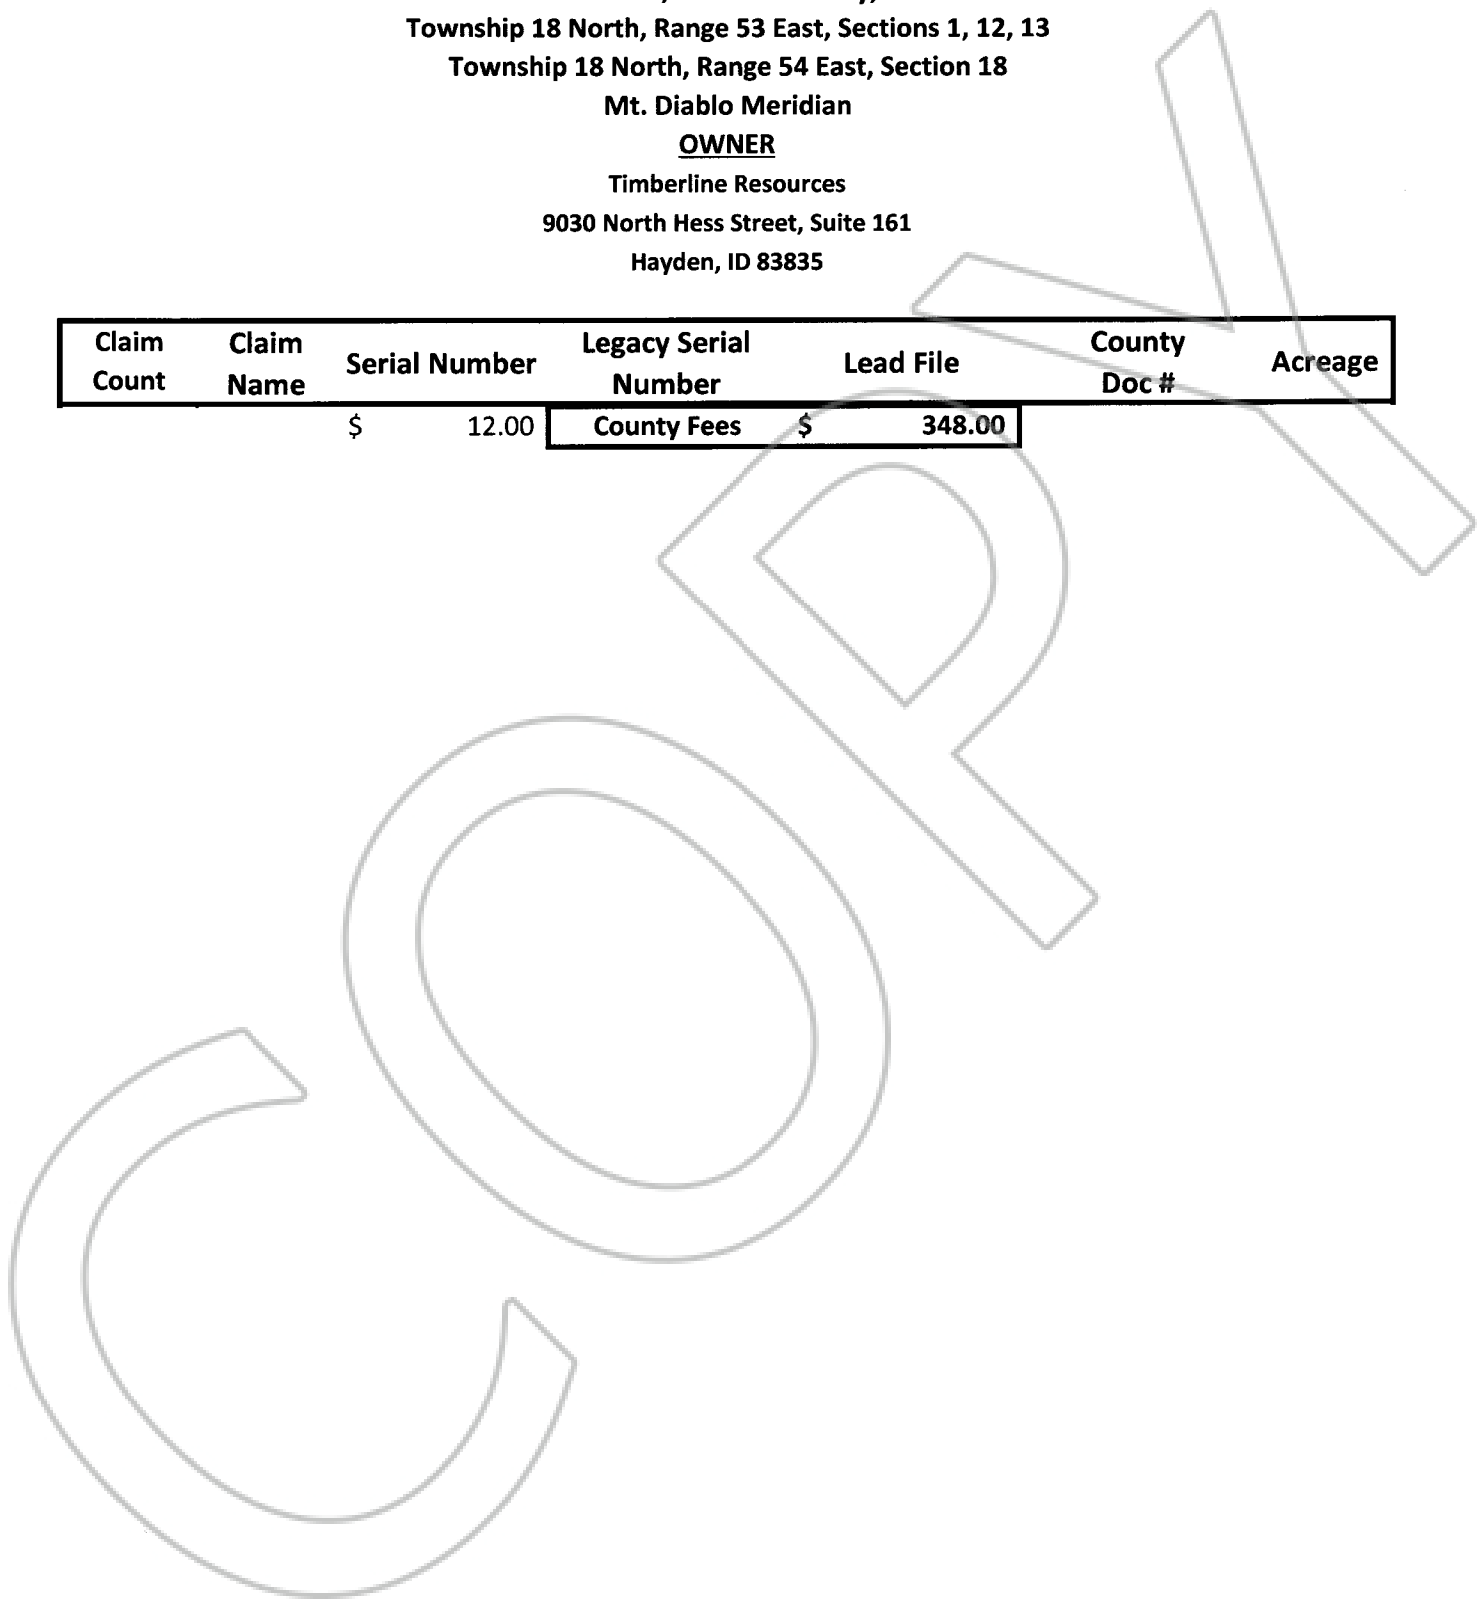 Township 18 North, Range 53 East, Sections 1, 12, 13
Township 18 North, Range 54 East, Section 18
Mt. Diablo Meridian
OWNER
Timberline Resources
9030 North Hess Street, Suite 161
Hayden, ID 83835
Claim Count Claim Name Serial Number Legacy Serial Number Lead File County Doc # Acreage
$ 12.00 County Fees $ 348.00
COPY